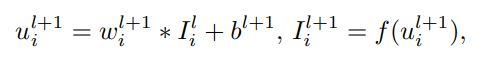 $u_i^{l+1} = w_i^{l+1} * I_i^l + b^{l+1}, \, I_i^{l+1} = f(u_i^{l+1}),$